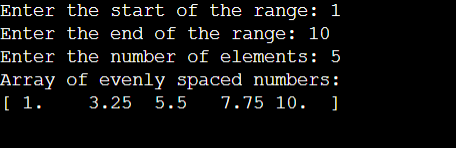 Enter the start of the range: 1
Enter the end of the range: 10
Enter the number of elements: 5
Array of evenly spaced numbers:
[ 1.    3.25  5.5   7.75 10.  ]